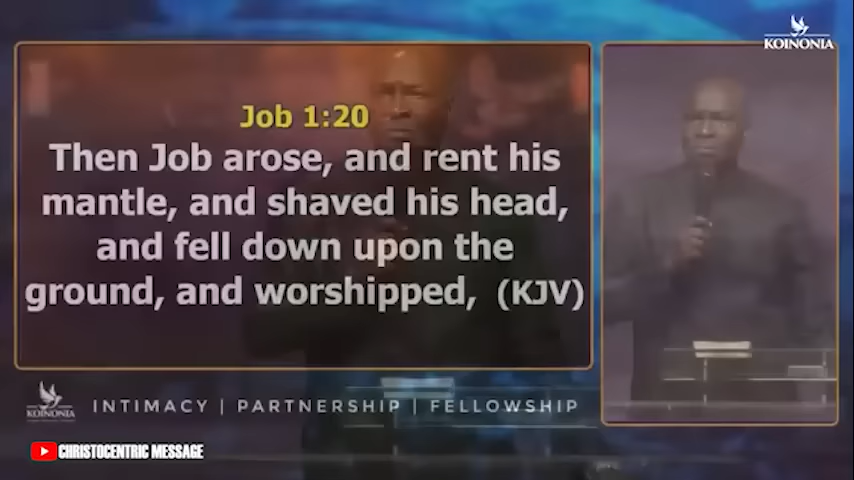 KOINONIA
Job 1:20
Then Job arose, and rent his
mantle, and shaved his head,
and fell down upon the
ground, and worshipped, (KJV)
KOINONIA
INTIMACY | PARTNERSHIP | FELLOWSHIP
CHRISTOCENTRIC MESSAGE